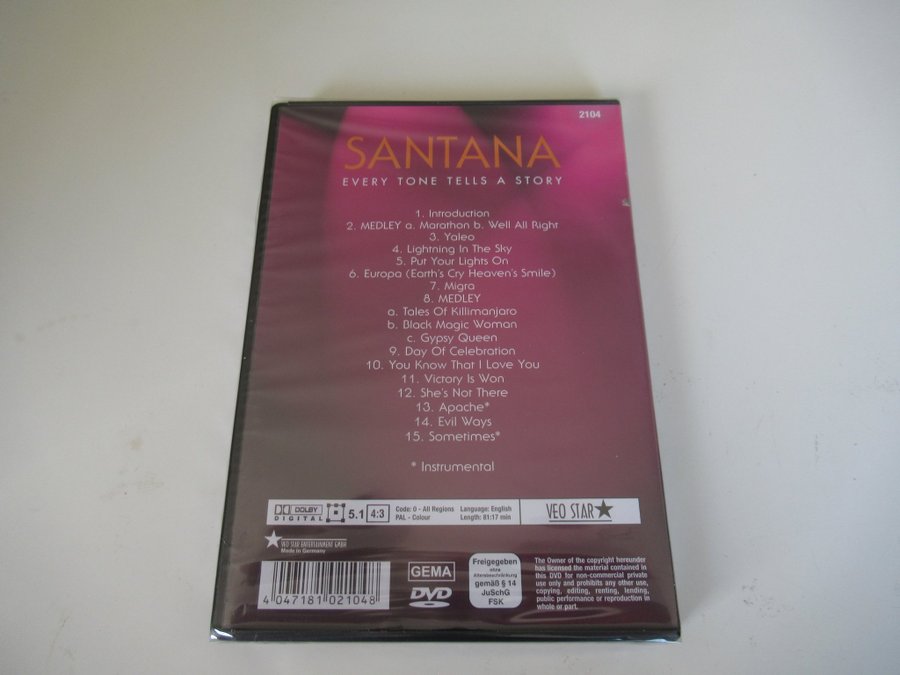 2104
SANTANA
EVERY TONE TELLS A STORY
1. Introduction
2. MEDLEY a. Marathon b. Well All Right
3. Yaleo
4. Lightning In The Sky
5. Put Your Lights On
6. Europa (Earth's Cry Heaven's Smile)
7. Migra
8. MEDLEY
a. Tales Of Killimanjaro
b. Black Magic Woman
c. Gypsy Queen
9. Day Of Celebration
10. You Know That I Love You
11. Victory Is Won
12. She's Not There
13. Apache*
14. Evil Ways
15. Sometimes*
* Instrumental
DOLBY
DIGITAL
5.1
4:3
Code: 0 - All Regions
PAL - Colour
Language: English
Length: 81:17 min
VEO STAR
VEO STAR ENTERTAINMENT GMBH
Made in Germany
4 047181 021048
GEMA
DVD
Freigegeben
ohne
Altersbeschränkung
gemäß § 14
JuSchG
FSK
The Owner of the copyright hereunder
has licensed the material contained in
this DVD for non-commercial private
use only and prohibits any other use,
copying, editing, renting, lending,
public performance or reproduction in
whole or part.